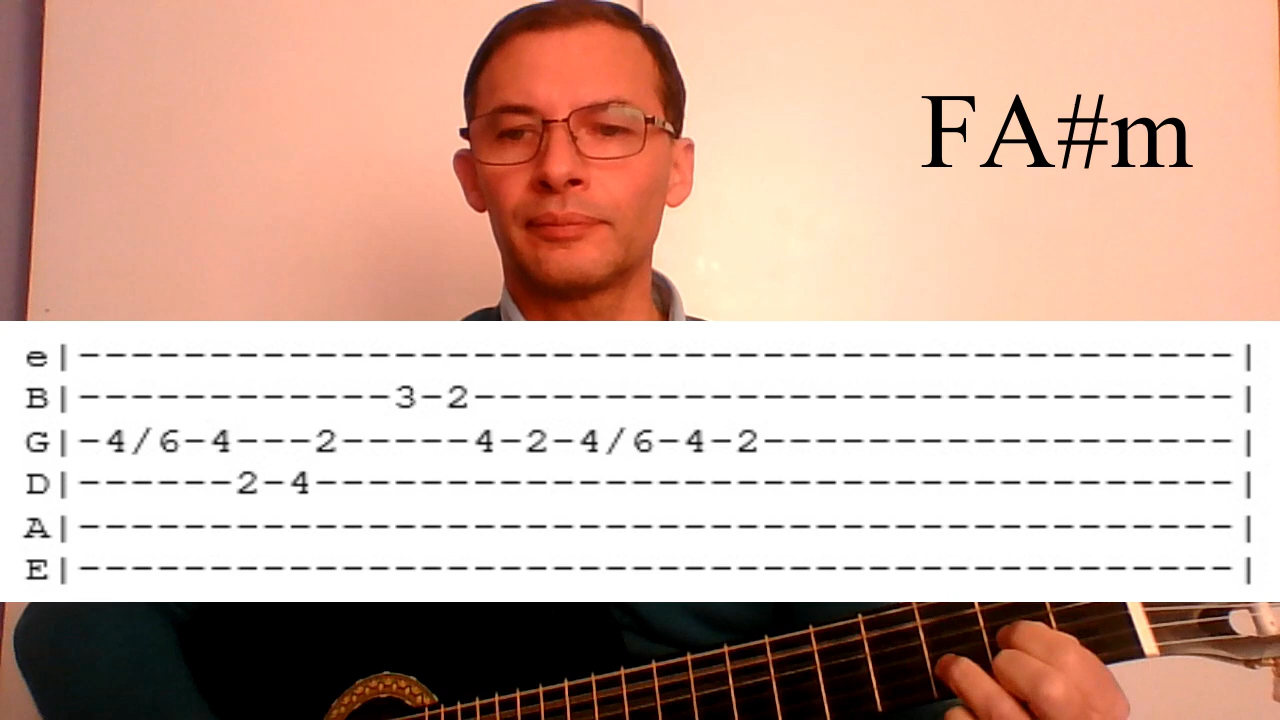 FA#m
e|--------------------------------------------|
B|------------3-2-----------------------------|
G|-4/6-4---2-----4-2-4/6-4-2------------------|
D|------2-4-----------------------------------|
A|--------------------------------------------|
E|--------------------------------------------|